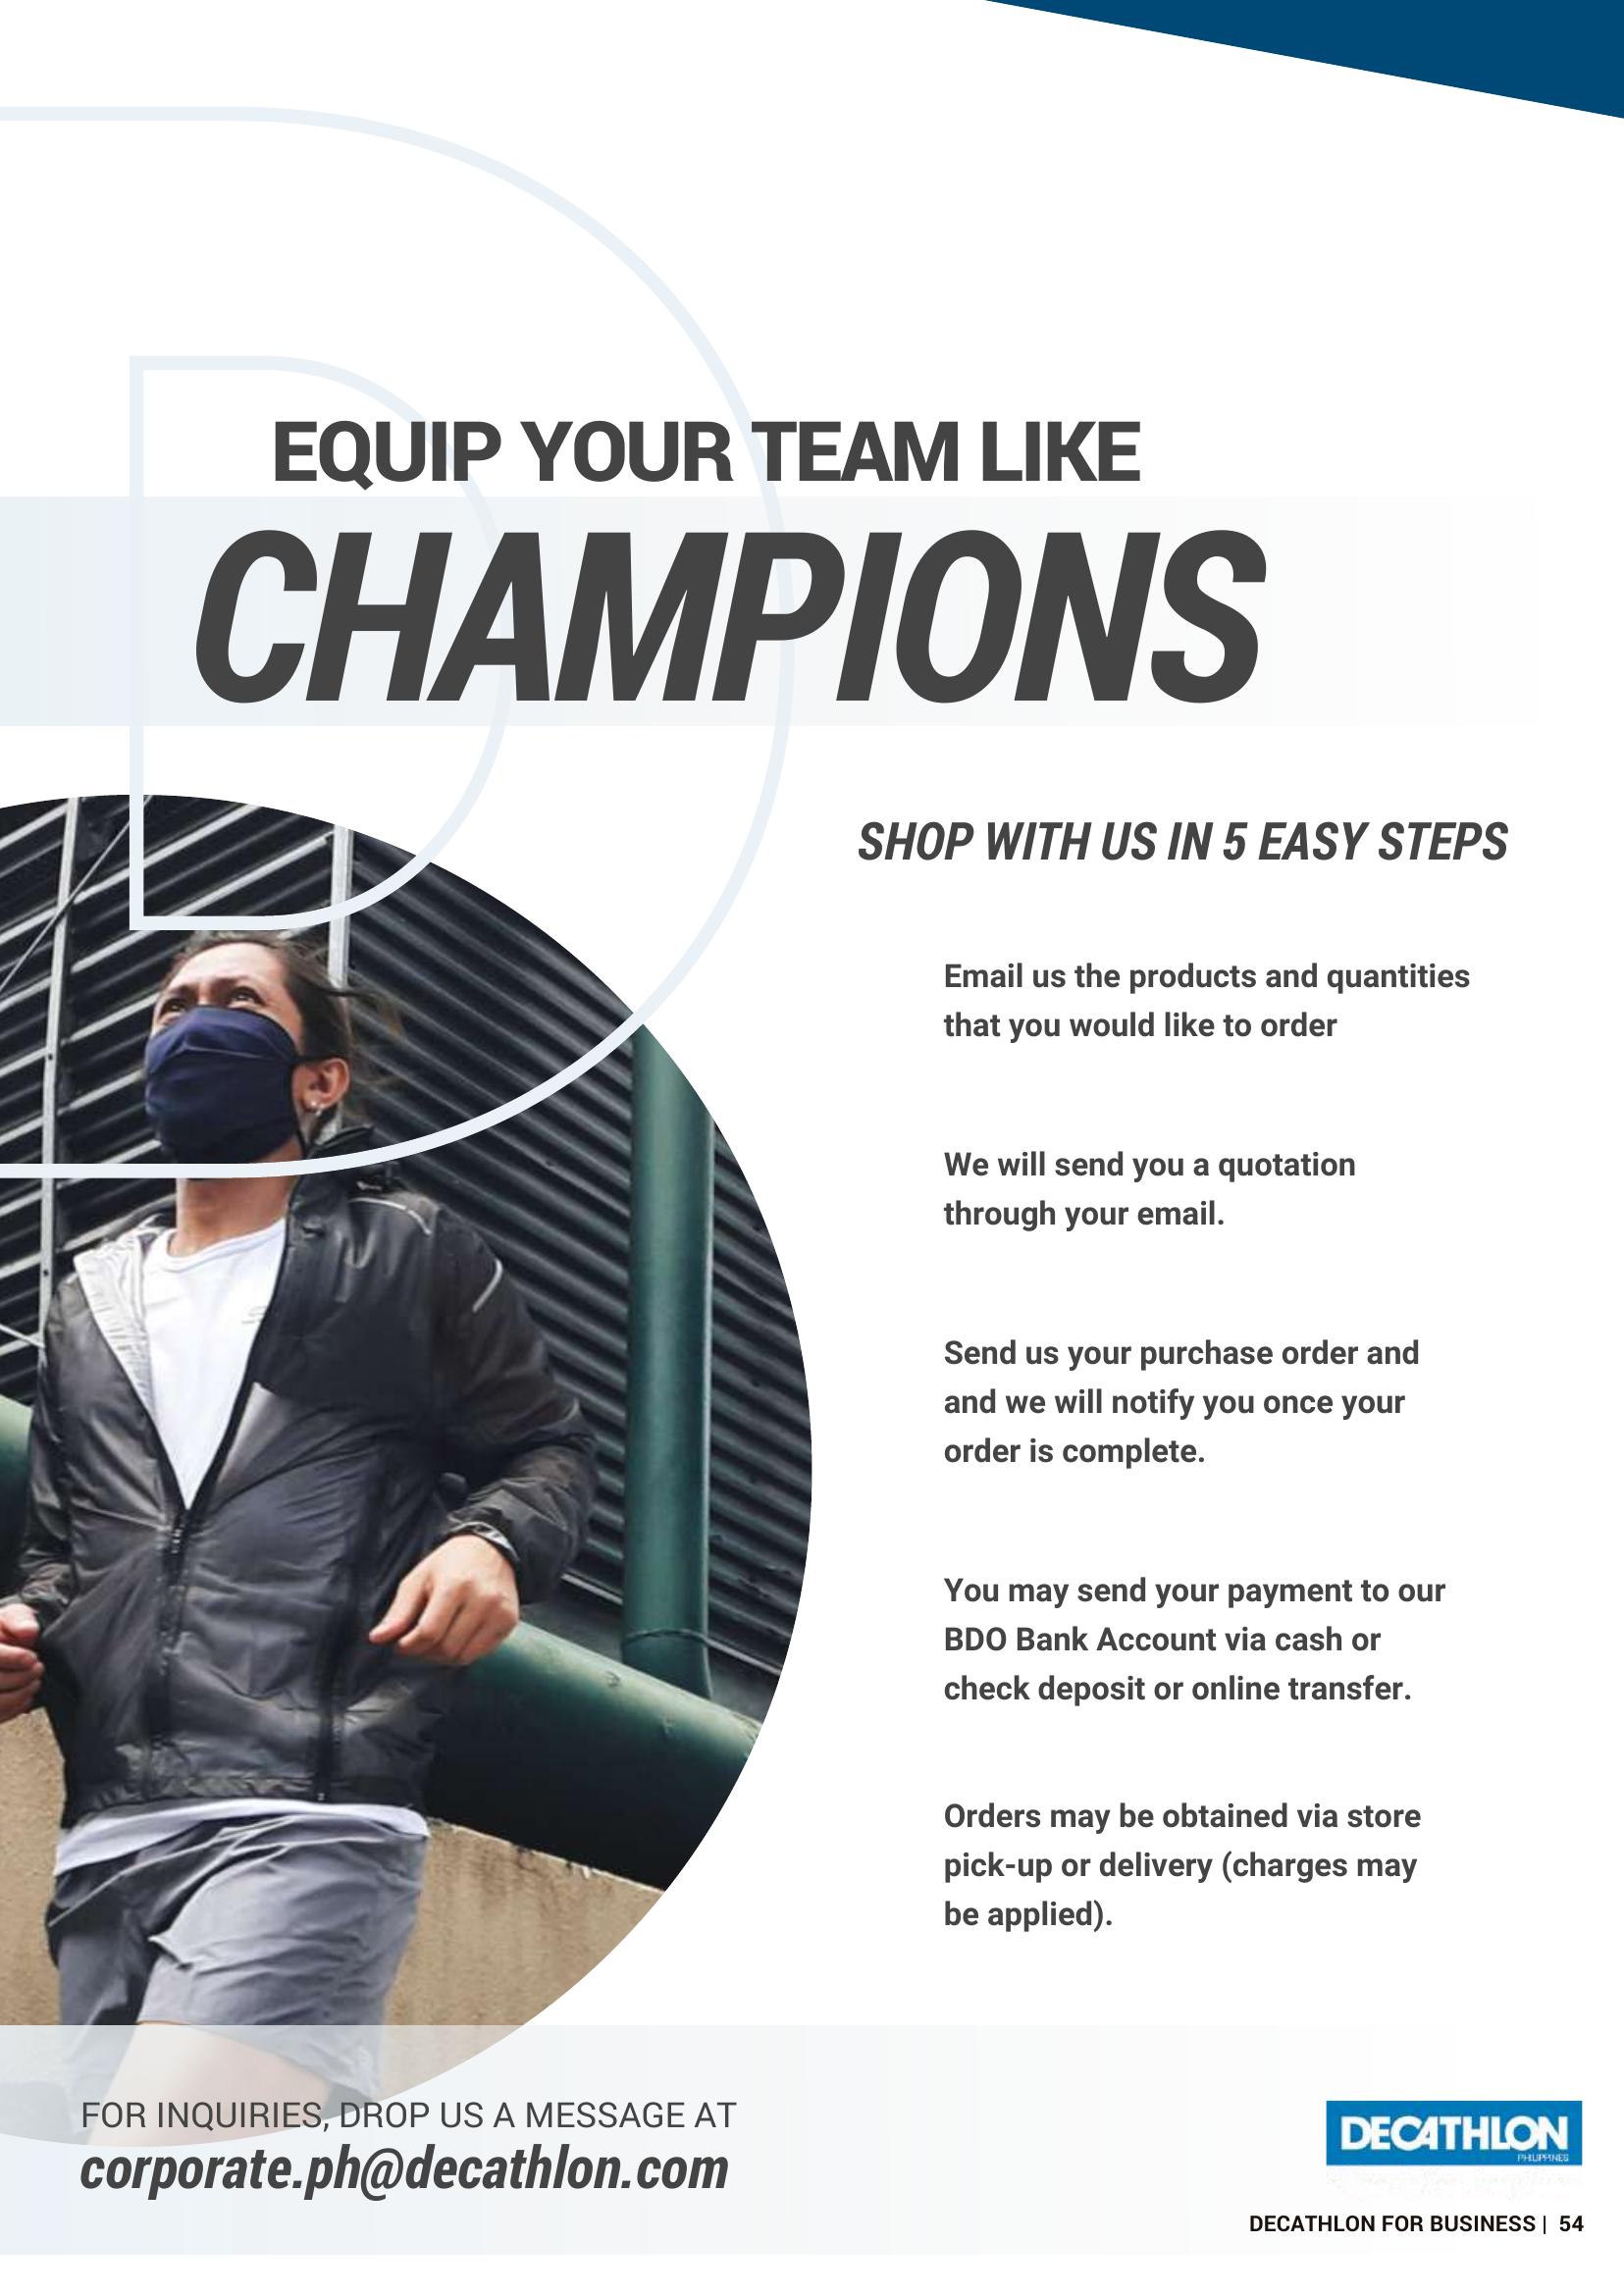 EQUIP YOUR TEAM LIKE
CHAMPIONS
SHOP WITH US IN 5 EASY STEPS
Email us the products and quantities
that you would like to order
We will send you a quotation
through your email.
Send us your purchase order and
and we will notify you once your
order is complete.
You may send your payment to our
BDO Bank Account via cash or
check deposit or online transfer.
Orders may be obtained via store
pick-up or delivery (charges may
be applied).
FOR INQUIRIES, DROP US A MESSAGE AT
corporate.ph@decathlon.com
DECATHLON
PHILIPPINES
DECATHLON FOR BUSINESS | 54